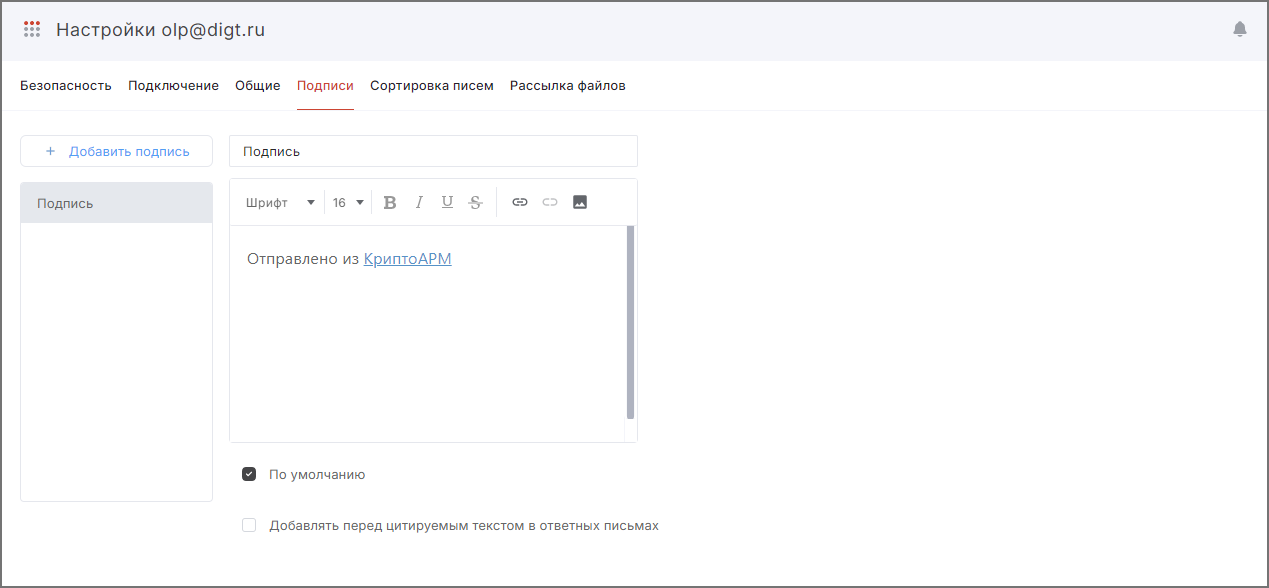 Настройки olp@digt.ru
Безопасность Подключение Общие Подписи Сортировка писем Рассылка файлов
+ Добавить подпись
Подпись
Подпись
Шрифт 16 B I U S
Отправлено из КриптоАРМ
По умолчанию
Добавлять перед цитируемым текстом в ответных письмах